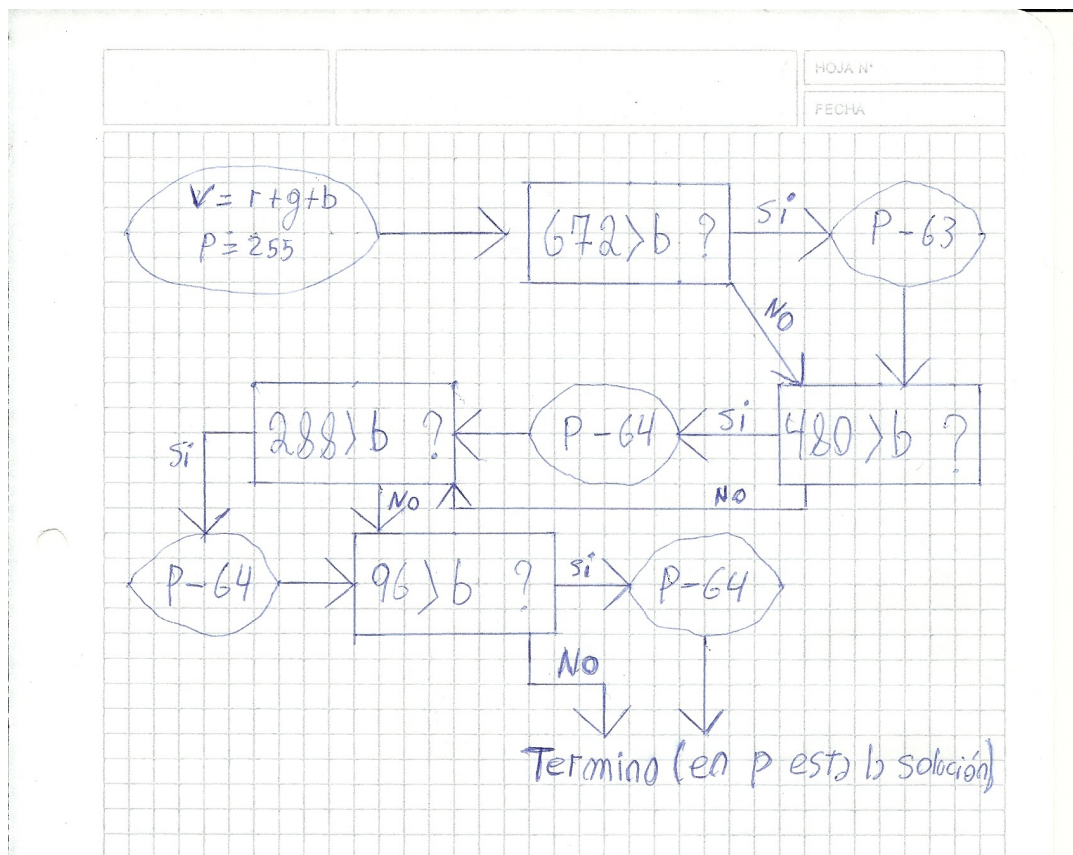 HOJA N°
FECHA
V = r+g+b
P = 255
672>b ?
si
P-63
No
480>b ?
si
P-64
288>b ?
No
si
No
P-64
96>b ?
si
P-64
No
Termino (en p esta la solución)